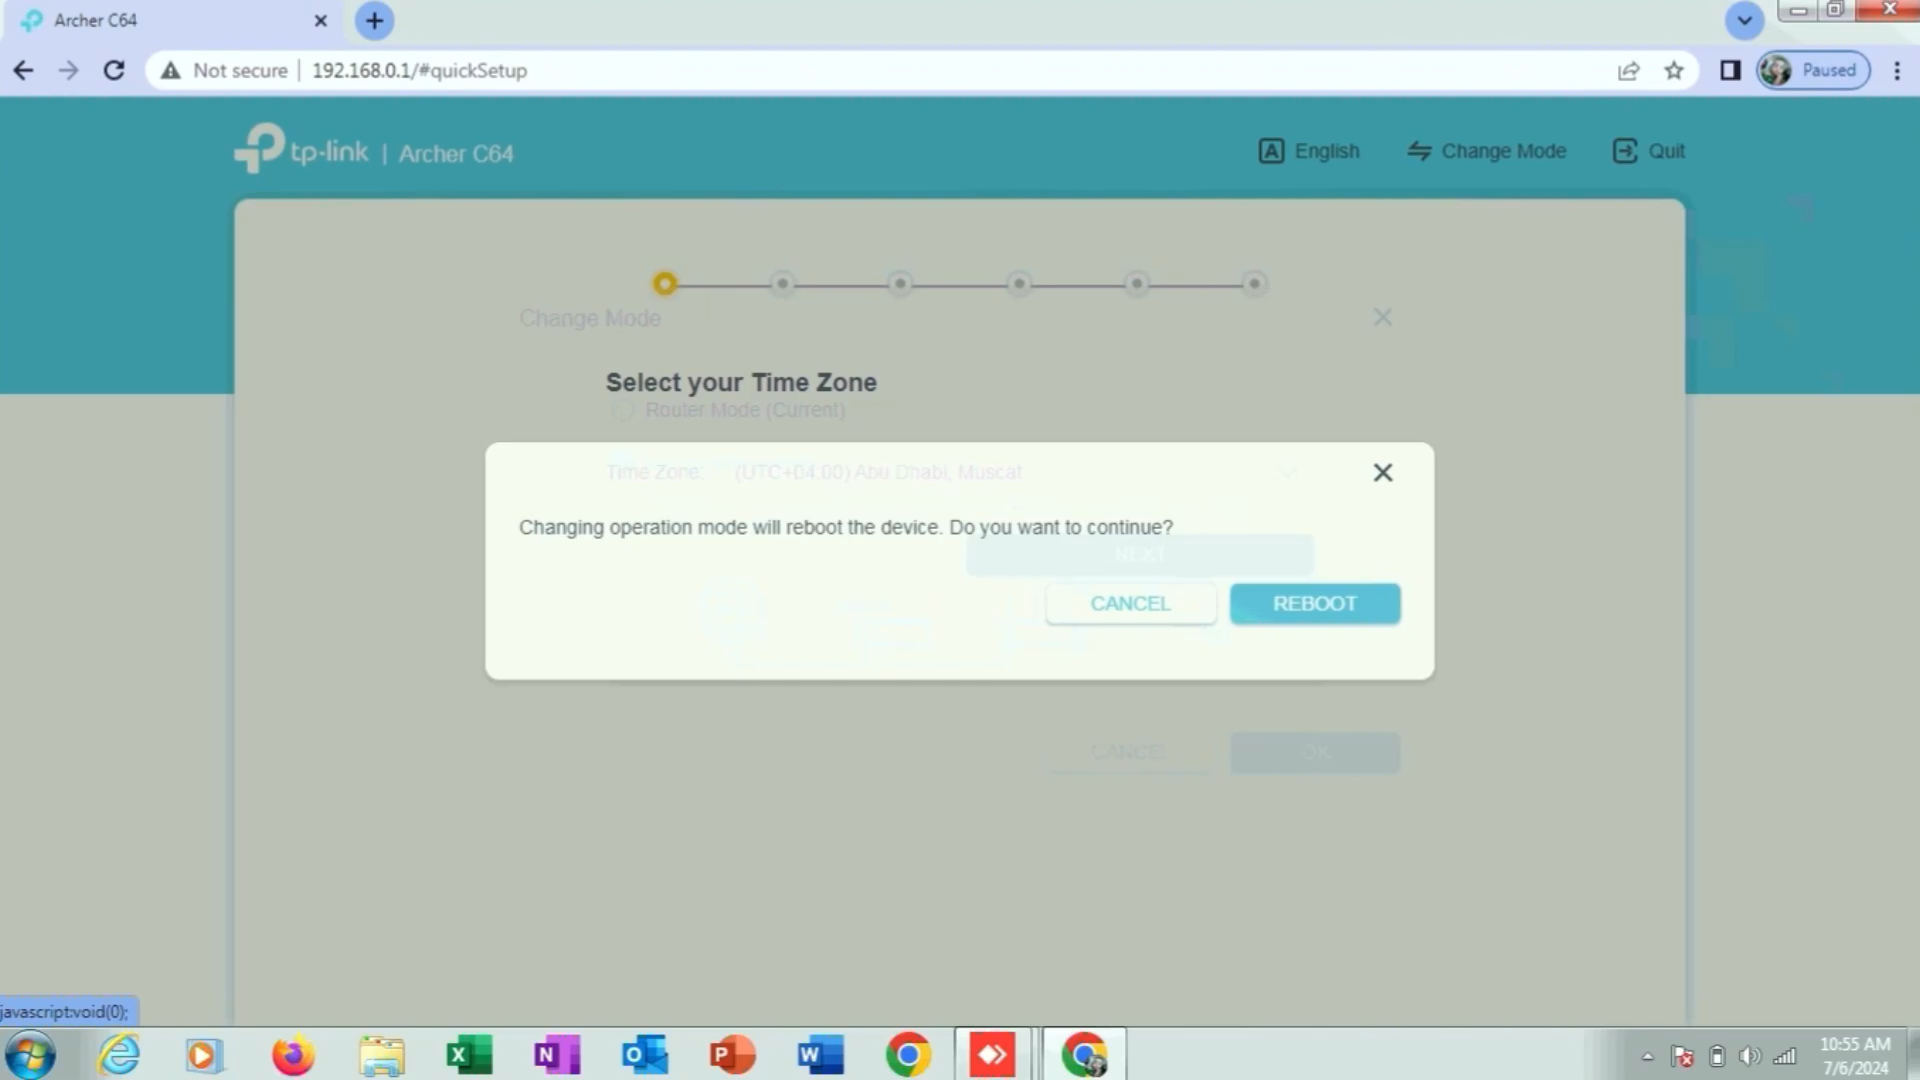 Archer C64
Not secure
192.168.0.1/#quickSetup
Paused
tp-link | Archer C64
English
Change Mode
Quit
Change Mode
Select your Time Zone
Router Mode (Current)
Time Zone: (UTC+04:00) Abu Dhabi, Muscat
Changing operation mode will reboot the device. Do you want to continue?
NEXT
CANCEL
REBOOT
CANCEL
OK
javascript:void(0);
10:55 AM
7/6/2024